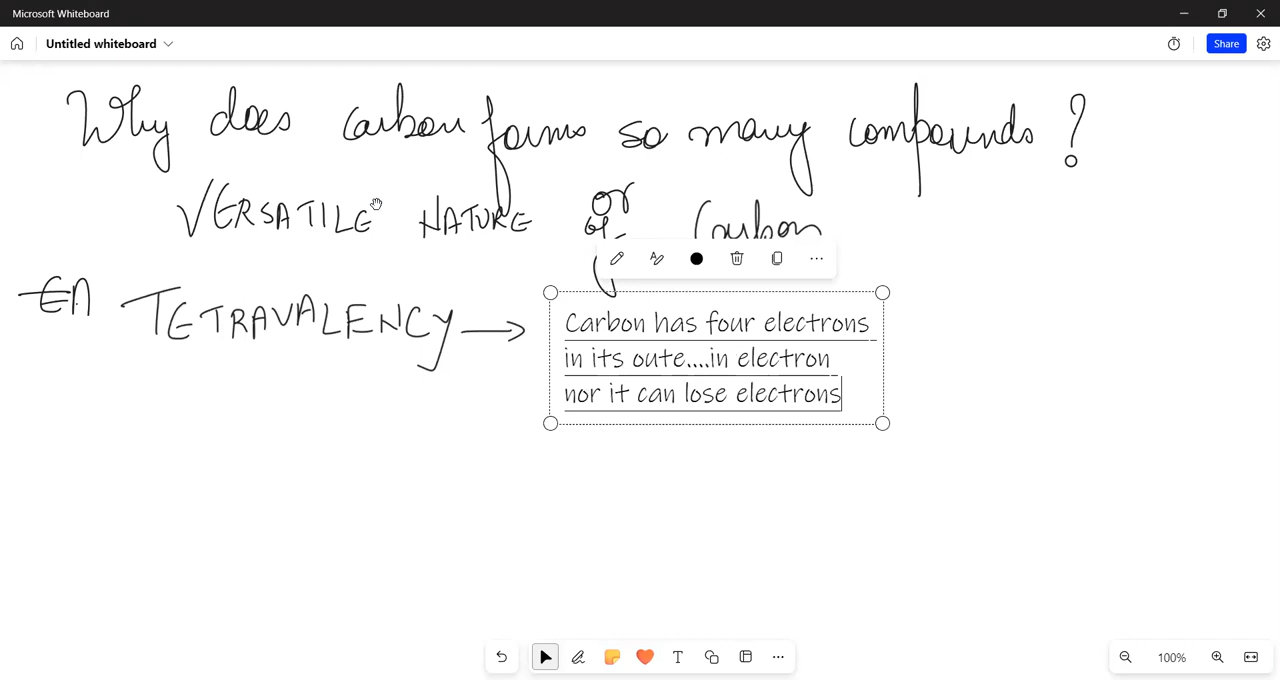 Microsoft Whiteboard
Untitled whiteboard
Share
Why does carbon forms so many compounds ?
or
VERSATILE NATURE of Carbon
TETRAVALENCY
Carbon has four electrons
in its oute....in electron
nor it can lose electrons
100%